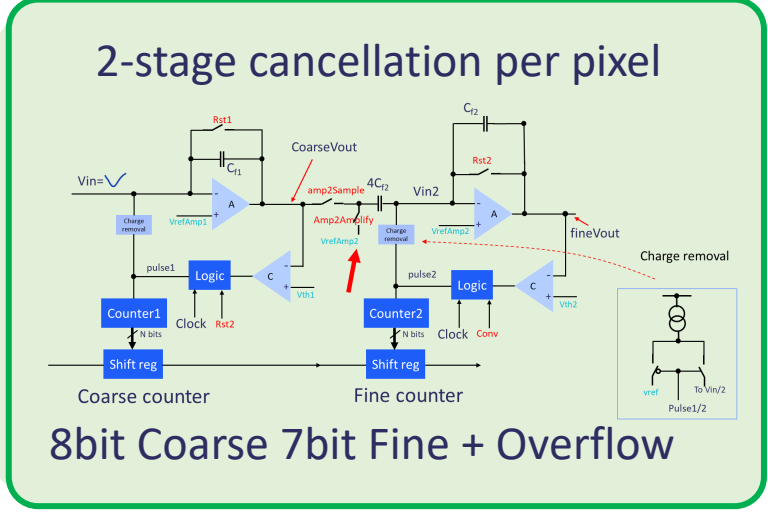 2-stage cancellation per pixel
Rst1
Cf1
CoarseVout
Vin=
VrefAmp1
A
Charge
removal
amp2Sample
Amp2Amplify
VrefAmp2
4Cf2
Vin2
Cf2
Rst2
VrefAmp2
A
Charge
removal
fineVout
pulse1
Logic
C
Vth1
Counter1
Clock
Rst2
N bits
Shift reg
Coarse counter
pulse2
Logic
C
Vth2
Counter2
Clock
Conv
N bits
Shift reg
Fine counter
Charge removal
vref
To Vin/2
Pulse1/2
8bit Coarse 7bit Fine + Overflow